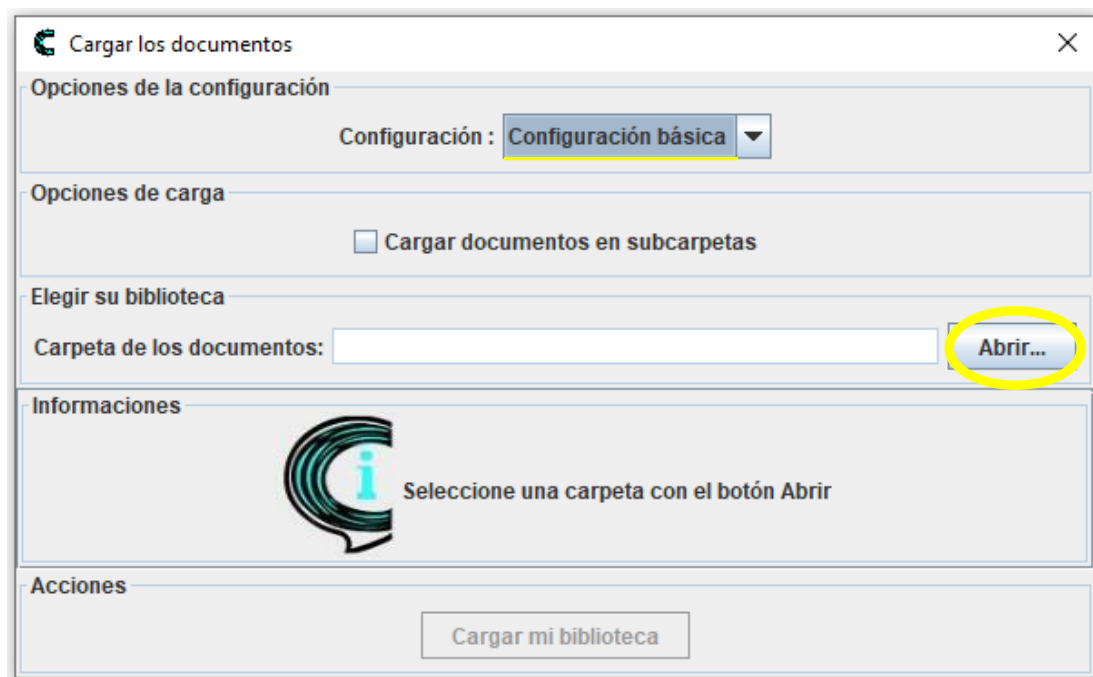 Cargar los documentos
Opciones de la configuración
Configuración : Configuración básica
Opciones de carga
Cargar documentos en subcarpetas
Elegir su biblioteca
Carpeta de los documentos: Abrir...
Informaciones
Seleccione una carpeta con el botón Abrir
Acciones
Cargar mi biblioteca